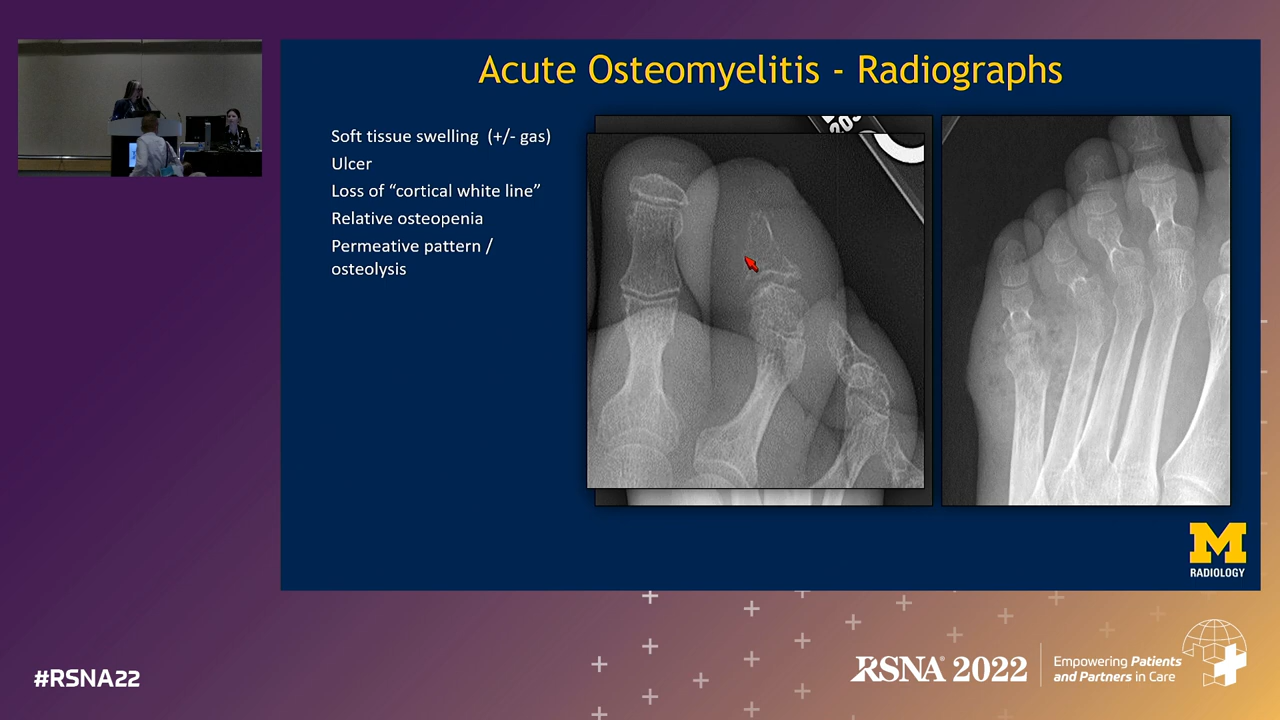 Acute Osteomyelitis - Radiographs
Soft tissue swelling (+/- gas)
Ulcer
Loss of “cortical white line”
Relative osteopenia
Permeative pattern /
osteolysis
M
RADIOLOGY
#RSNA22
RSNA® 2022
Empowering Patients
and Partners in Care